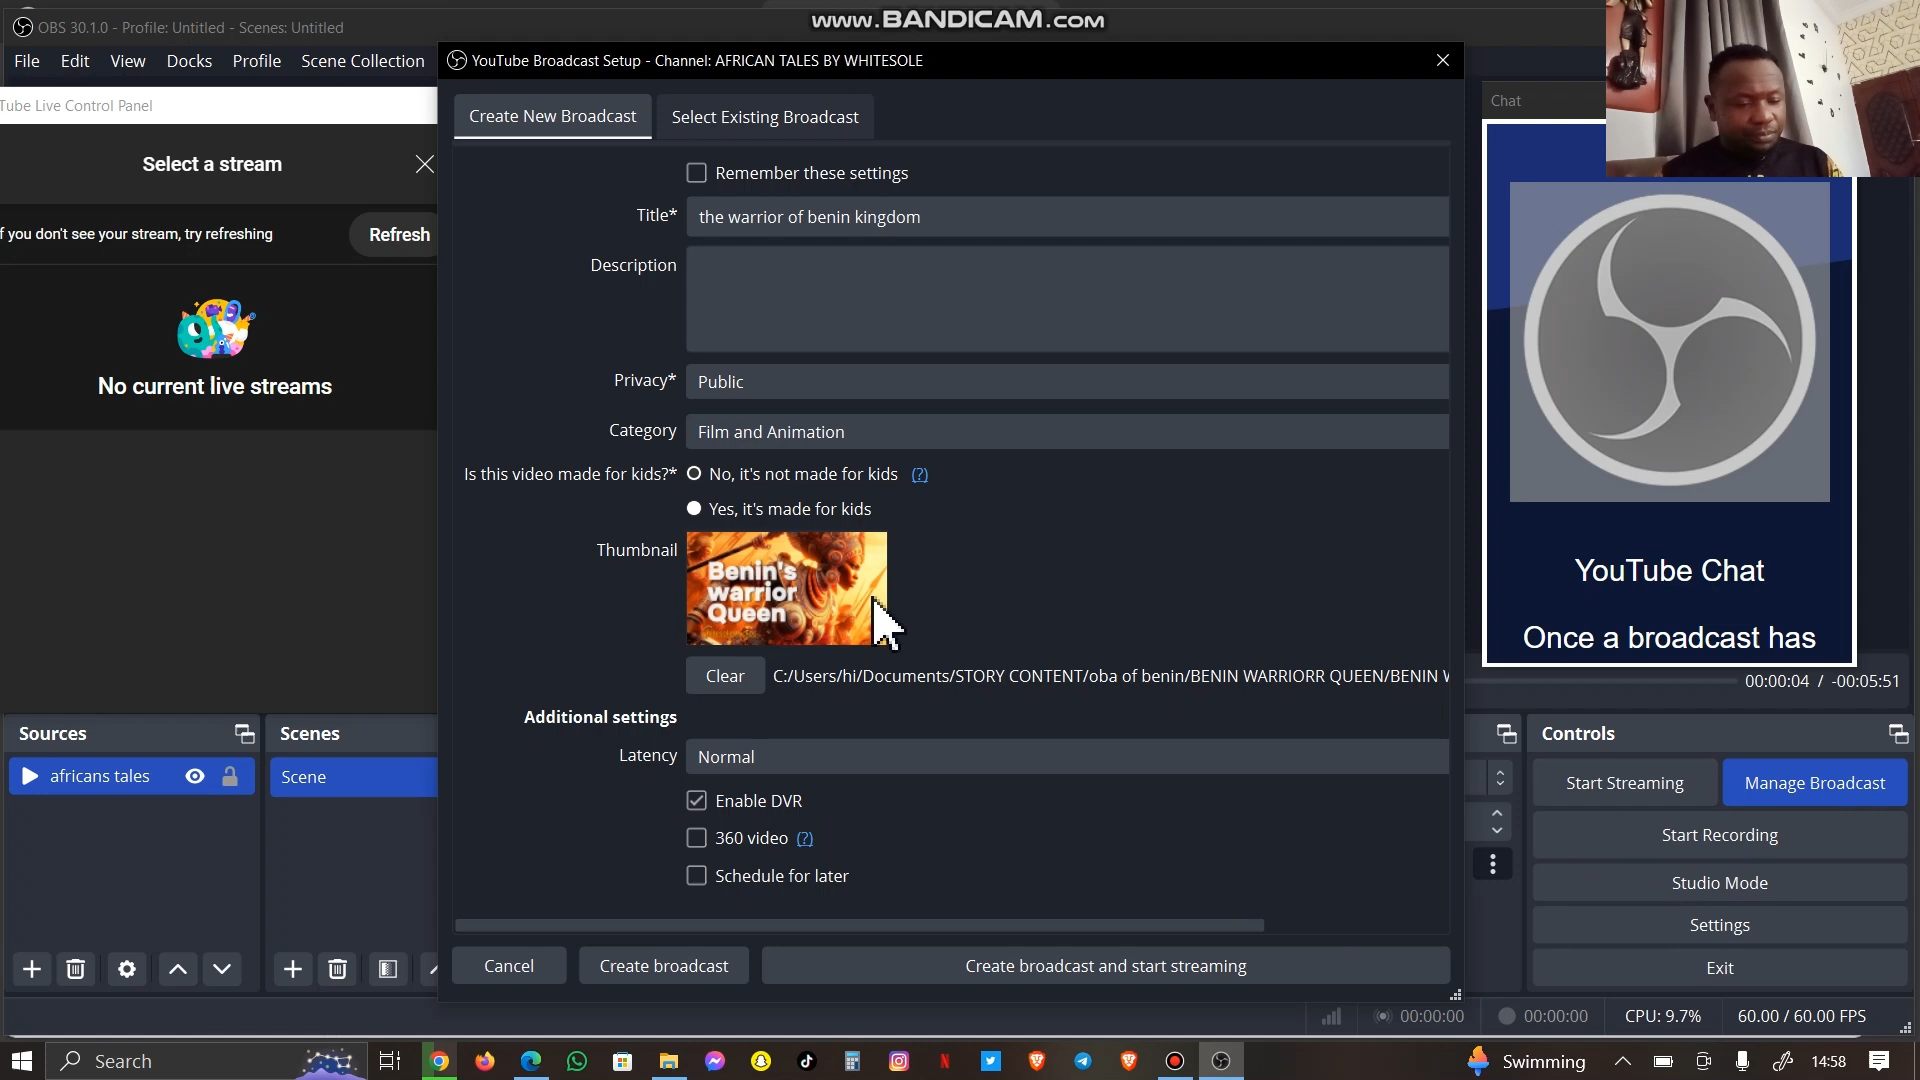 www.BANDICAM.com
OBS 30.1.0 - Profile: Untitled - Scenes: Untitled
File Edit View Docks Profile Scene Collection
YouTube Broadcast Setup - Channel: AFRICAN TALES BY WHITESOLE
Tube Live Control Panel
Select a stream
f you don't see your stream, try refreshing
Refresh
No current live streams
Create New Broadcast
Select Existing Broadcast
Remember these settings
Title* the warrior of benin kingdom
Description
Privacy* Public
Category Film and Animation
Is this video made for kids?* No, it's not made for kids (?)
Yes, it's made for kids
Thumbnail
Benin's
warrior
Queen
Clear C:/Users/hi/Documents/STORY CONTENT/oba of benin/BENIN WARRIORR QUEEN/BENIN W
Additional settings
Latency Normal
Enable DVR
360 video (?)
Schedule for later
Cancel
Create broadcast
Create broadcast and start streaming
Chat
YouTube Chat
Once a broadcast has
00:00:04 / -00:05:51
Sources
africans tales
Scenes
Scene
Controls
Start Streaming
Manage Broadcast
Start Recording
Studio Mode
Settings
Exit
00:00:00
00:00:00
CPU: 9.7%
60.00 / 60.00 FPS
Search
Swimming
14:58